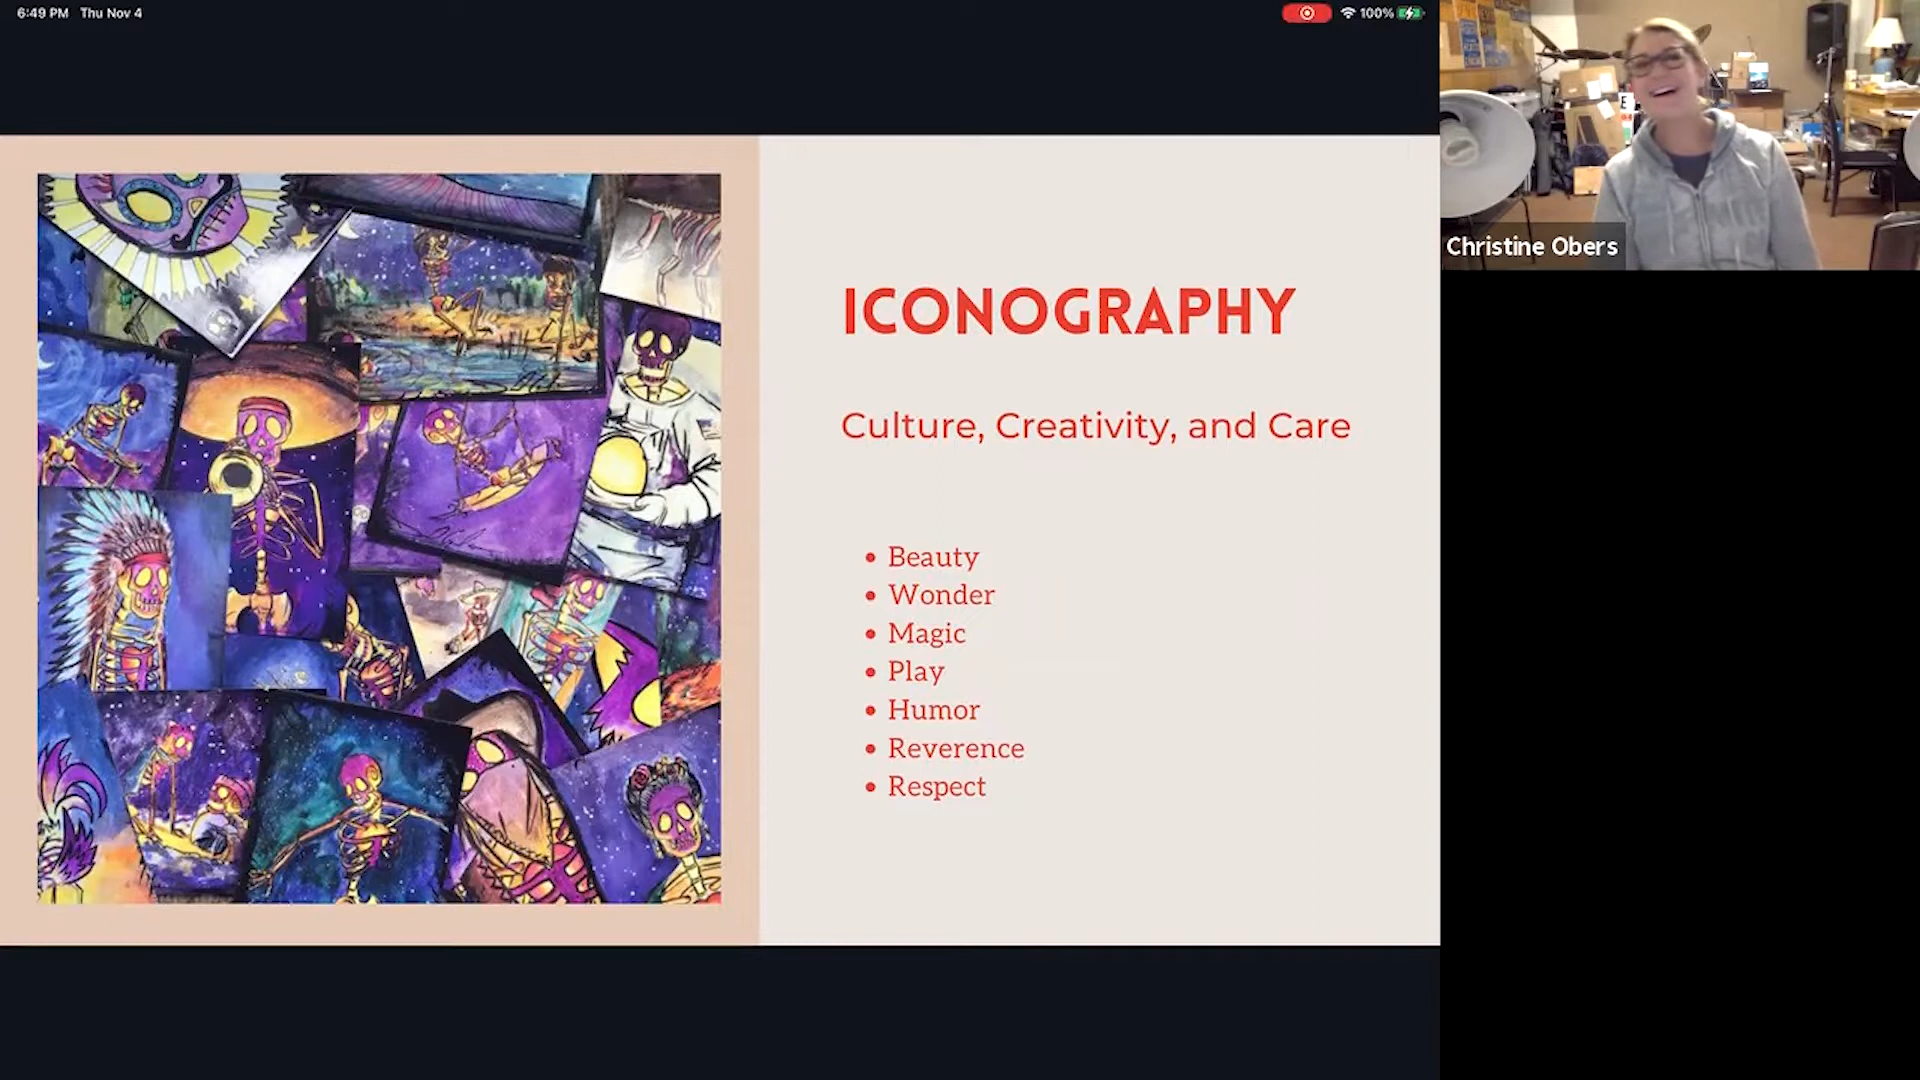 6:49 PM Thu Nov 4
100%
Christine Obers
ICONOGRAPHY
Culture, Creativity, and Care
• Beauty
• Wonder
• Magic
• Play
• Humor
• Reverence
• Respect